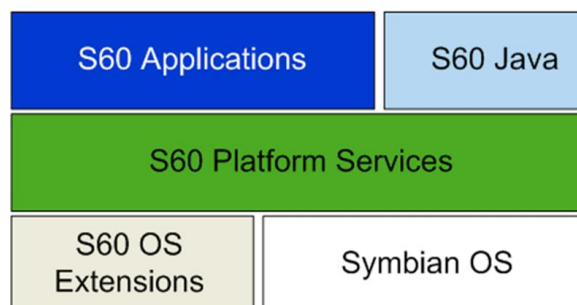 S60 Applications
S60 Java
S60 Platform Services
S60 OS
Extensions
Symbian OS